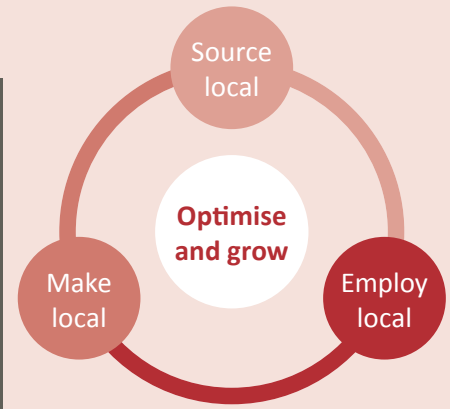 Source
local
Optimise
and grow
Make
local
Employ
local